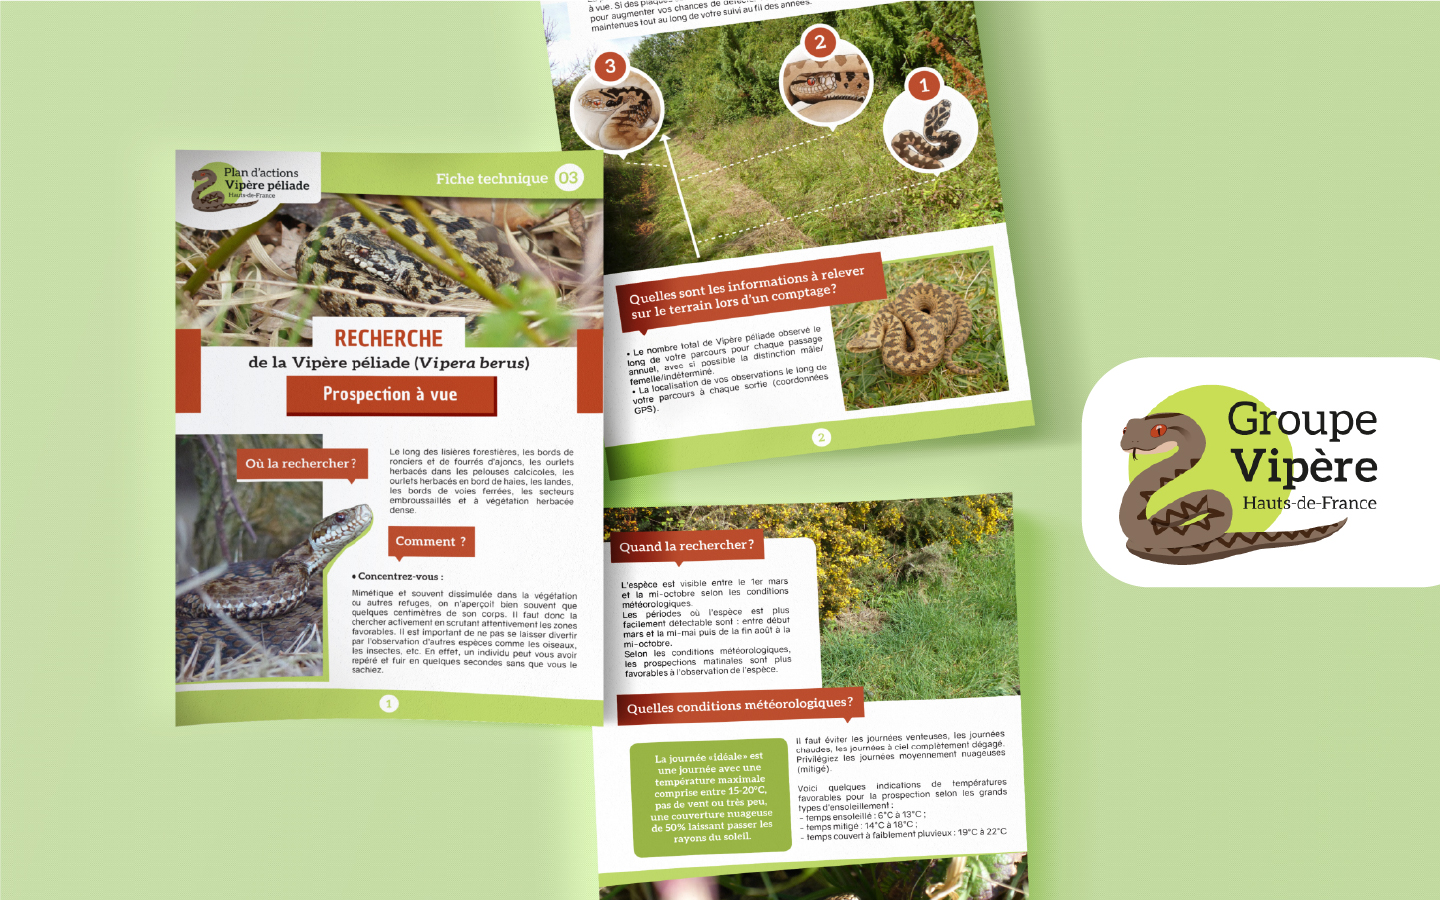 Plan d'actions
Vipère péliade
Hauts-de-France
Fiche technique 03
RECHERCHE
de la Vipère péliade (Vipera berus)
Prospection à vue
Où la rechercher ?
Le long des lisières forestières, les bords de
ronciers et de fourrés d'ajoncs, les ourlets
herbacés dans les pelouses calcicoles, les
ourlets herbacés en bord de haies, les landes,
les bords de voies ferrées, les secteurs
embroussaillés et à végétation herbacée
dense.
Comment ?
♦ Concentrez-vous :
Mimétique et souvent dissimulée dans la végétation
ou autres refuges, on n'aperçoit bien souvent que
quelques centimètres de son corps. Il faut donc la
chercher activement en scrutant attentivement les zones
favorables. Il est important de ne pas se laisser divertir
par l'observation d'autres espèces comme les oiseaux,
les insectes, etc. En effet, un individu peut vous avoir
repéré et fuir en quelques secondes sans que vous le
sachiez.
1
à vue. Si des plaques
pour augmenter vos chances de
maintenues tout au long de votre suivi au fil des années.
3
2
1
Quelles sont les informations à relever
sur le terrain lors d'un comptage ?
• Le nombre total de Vipère péliade observé le
long de votre parcours pour chaque passage
annuel, avec si possible la distinction mâle/
femelle/indéterminé.
• La localisation de vos observations le long de
votre parcours à chaque sortie (coordonnées
GPS).
2
Quand la rechercher ?
L'espèce est visible entre le 1er mars
et la mi-octobre selon les conditions
météorologiques.
Les périodes où l'espèce est plus
facilement détectable sont : entre début
mars et la mi-mai puis de la fin août à la
mi-octobre.
Selon les conditions météorologiques,
les prospections matinales sont plus
favorables à l'observation de l'espèce.
Quelles conditions météorologiques ?
La journée «idéale» est
une journée avec une
température maximale
comprise entre 15-20°C,
pas de vent ou très peu,
une couverture nuageuse
de 50% laissant passer les
rayons du soleil.
Il faut éviter les journées venteuses, les journées
chaudes, les journées à ciel complètement dégagé.
Privilégiez les journées moyennement nuageuses
(mitigé).
Voici quelques indications de températures
favorables pour la prospection selon les grands
types d'ensoleillement :
- temps ensoleillé : 6°C à 13°C ;
- temps mitigé : 14°C à 18°C ;
- temps couvert à faiblement pluvieux : 19°C à 22°C
Groupe
Vipère
Hauts-de-France